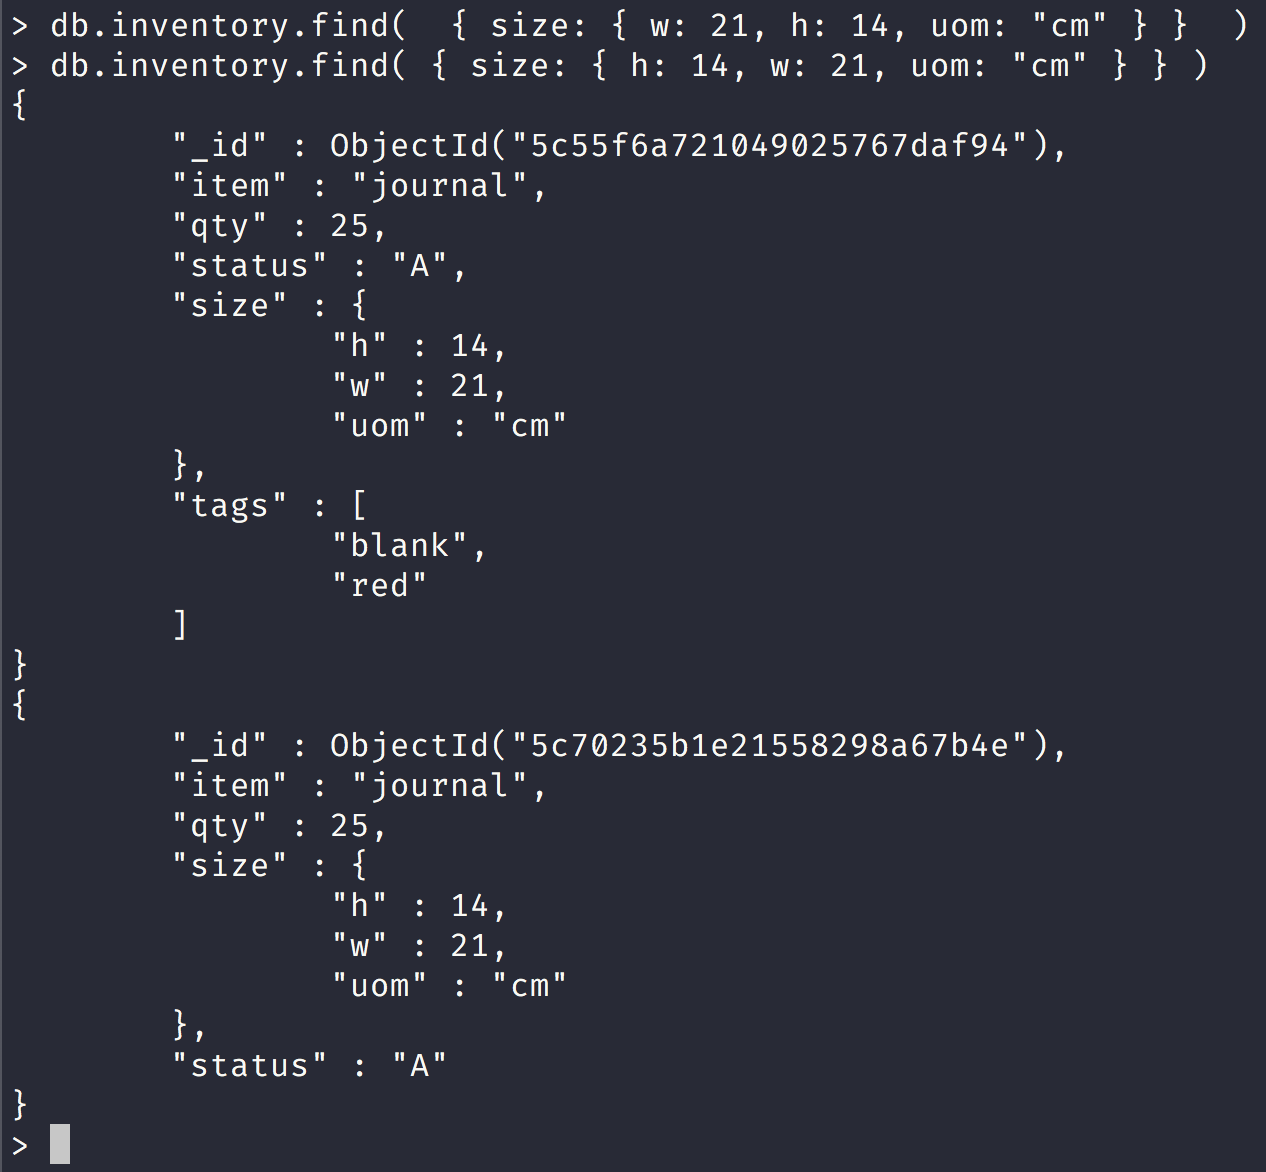 > db.inventory.find(  { size: { w: 21, h: 14, uom: "cm" } }  )
> db.inventory.find( { size: { h: 14, w: 21, uom: "cm" } } )
{
        "_id" : ObjectId("5c55f6a721049025767daf94"),
        "item" : "journal",
        "qty" : 25,
        "status" : "A",
        "size" : {
                "h" : 14,
                "w" : 21,
                "uom" : "cm"
        },
        "tags" : [
                "blank",
                "red"
        ]
}
{
        "_id" : ObjectId("5c70235b1e21558298a67b4e"),
        "item" : "journal",
        "qty" : 25,
        "size" : {
                "h" : 14,
                "w" : 21,
                "uom" : "cm"
        },
        "status" : "A"
}
>